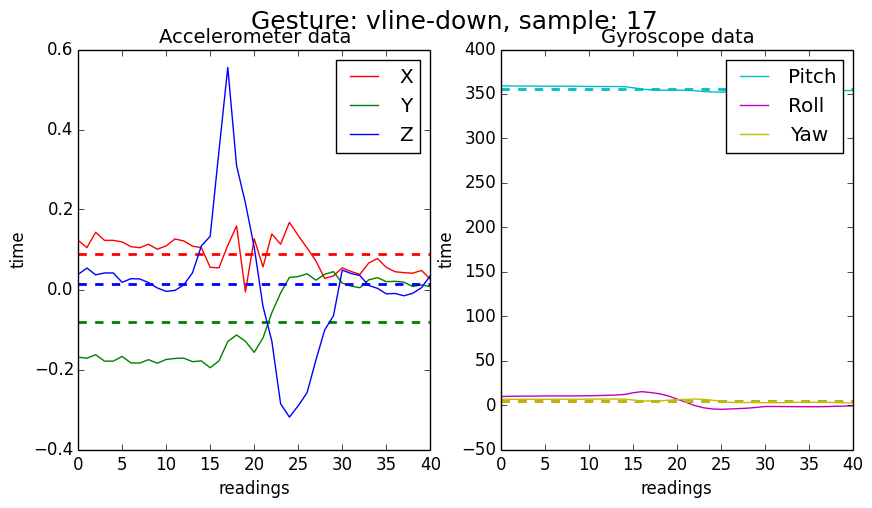 Gesture: vline-down, sample: 17
Accelerometer data
0.6
0.4
0.2
0.0
−0.2
−0.4
time
X
Y
Z
0 5 10 15 20 25 30 35 40
readings
Gyroscope data
400
350
300
250
200
150
100
50
0
−50
time
Pitch
Roll
Yaw
0 5 10 15 20 25 30 35 40
readings